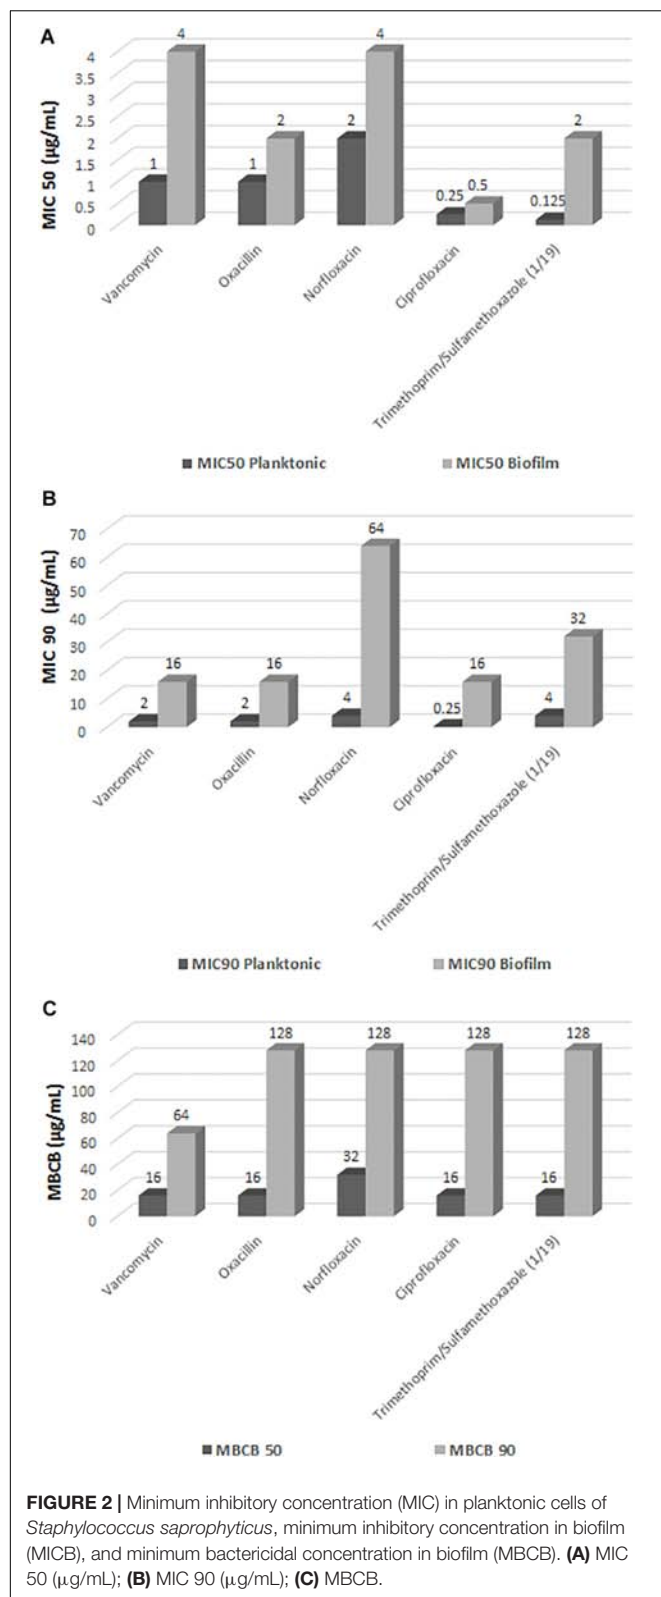 A
MIC 50 (µg/mL)
4
3.5
3
2.5
2
1.5
1
0.5
0
1
4
1
2
2
4
0.25
0.5
0.125
2
Vancomycin
Oxacillin
Norfloxacin
Ciprofloxacin
Trimethoprim/Sulfamethoxazole (1/19)
MIC50 Planktonic MIC50 Biofilm
B
MIC 90 (µg/mL)
70
60
50
40
30
20
10
0
2
16
2
16
4
64
0.25
16
4
32
Vancomycin
Oxacillin
Norfloxacin
Ciprofloxacin
Trimethoprim/Sulfamethoxazole (1/19)
MIC90 Planktonic MIC90 Biofilm
C
MBCB (µg/mL)
140
120
100
80
60
40
20
0
16
64
16
128
32
128
16
128
16
128
Vancomycin
Oxacillin
Norfloxacin
Ciprofloxacin
Trimethoprim/Sulfamethoxazole (1/19)
MBCB 50 MBCB 90
FIGURE 2 | Minimum inhibitory concentration (MIC) in planktonic cells of
Staphylococcus saprophyticus, minimum inhibitory concentration in biofilm
(MICB), and minimum bactericidal concentration in biofilm (MBCB). (A) MIC
50 (µg/mL); (B) MIC 90 (µg/mL); (C) MBCB.